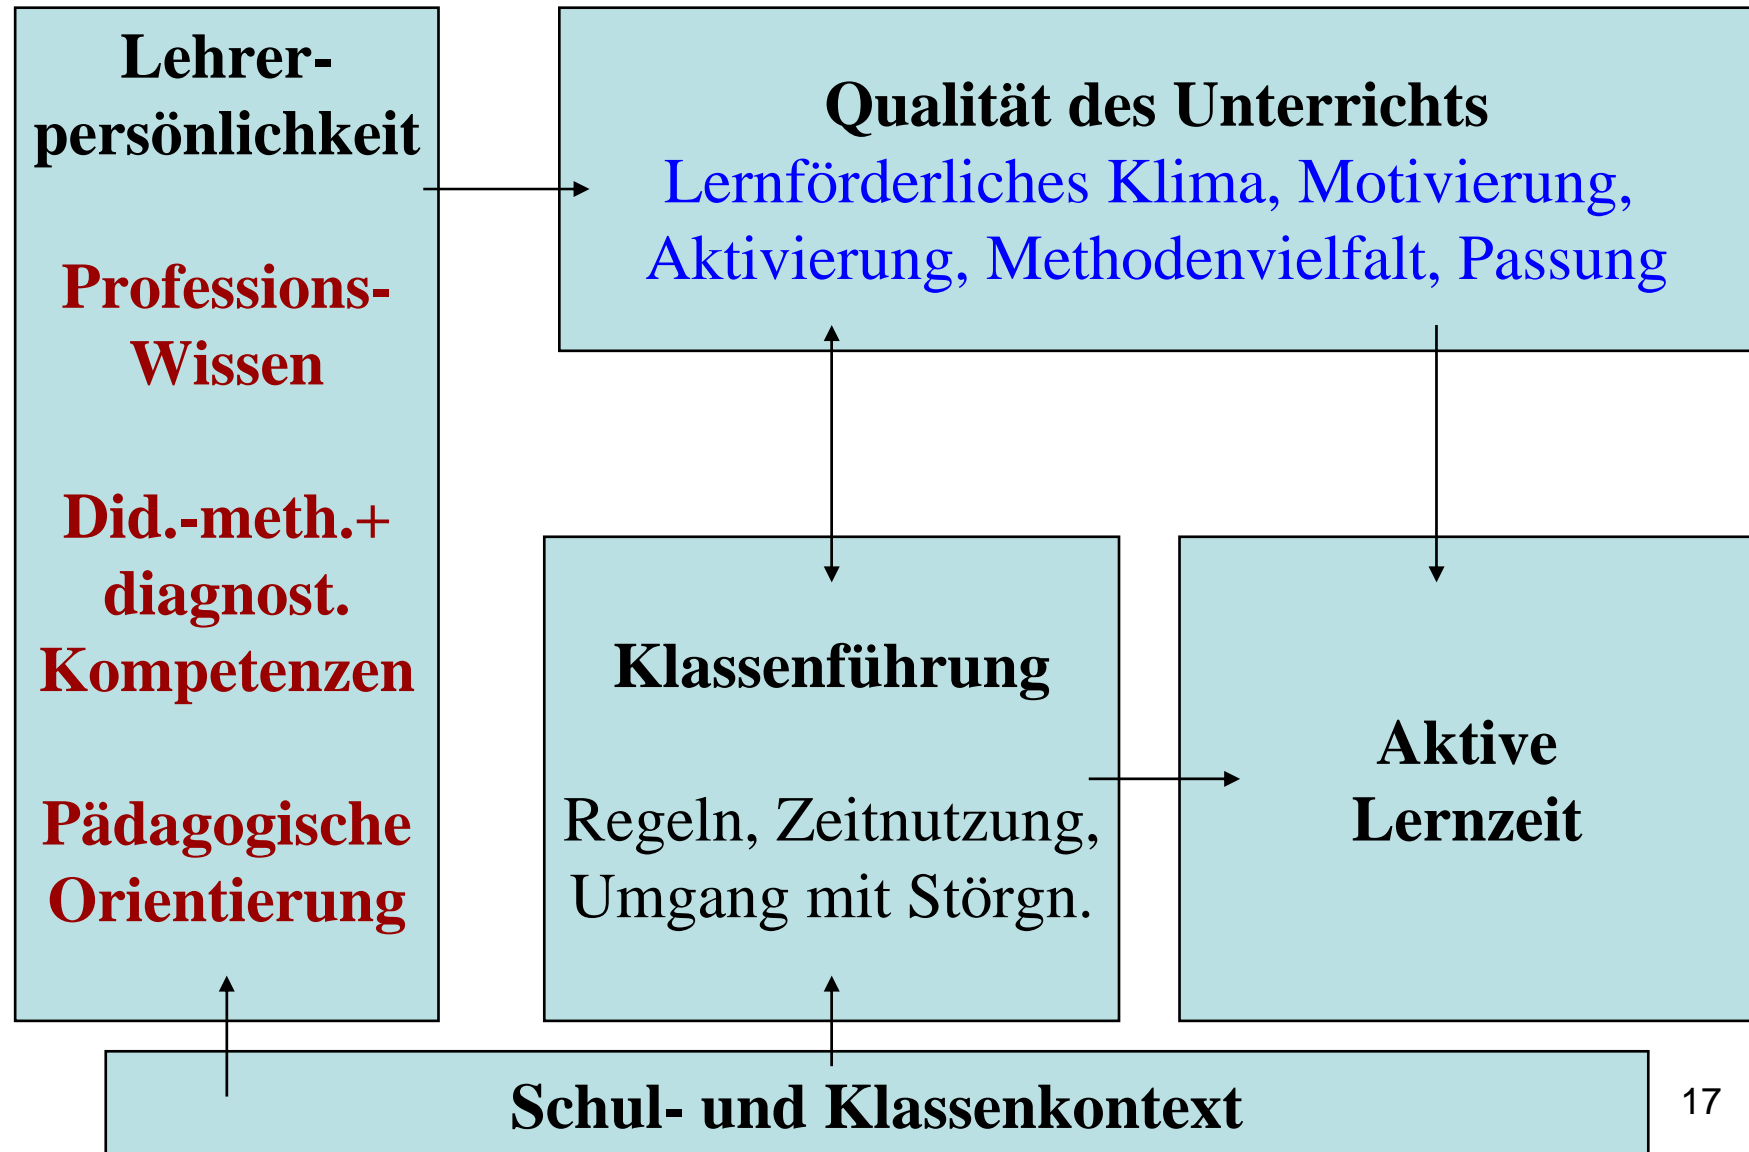 Lehrer-
persönlichkeit
Professions-
Wissen
Did.-meth.+
diagnost.
Kompetenzen
Pädagogische
Orientierung
Qualität des Unterrichts
Lernförderliches Klima, Motivierung,
Aktivierung, Methodenvielfalt, Passung
Klassenführung
Regeln, Zeitnutzung,
Umgang mit Störgn.
Aktive
Lernzeit
Schul- und Klassenkontext
17